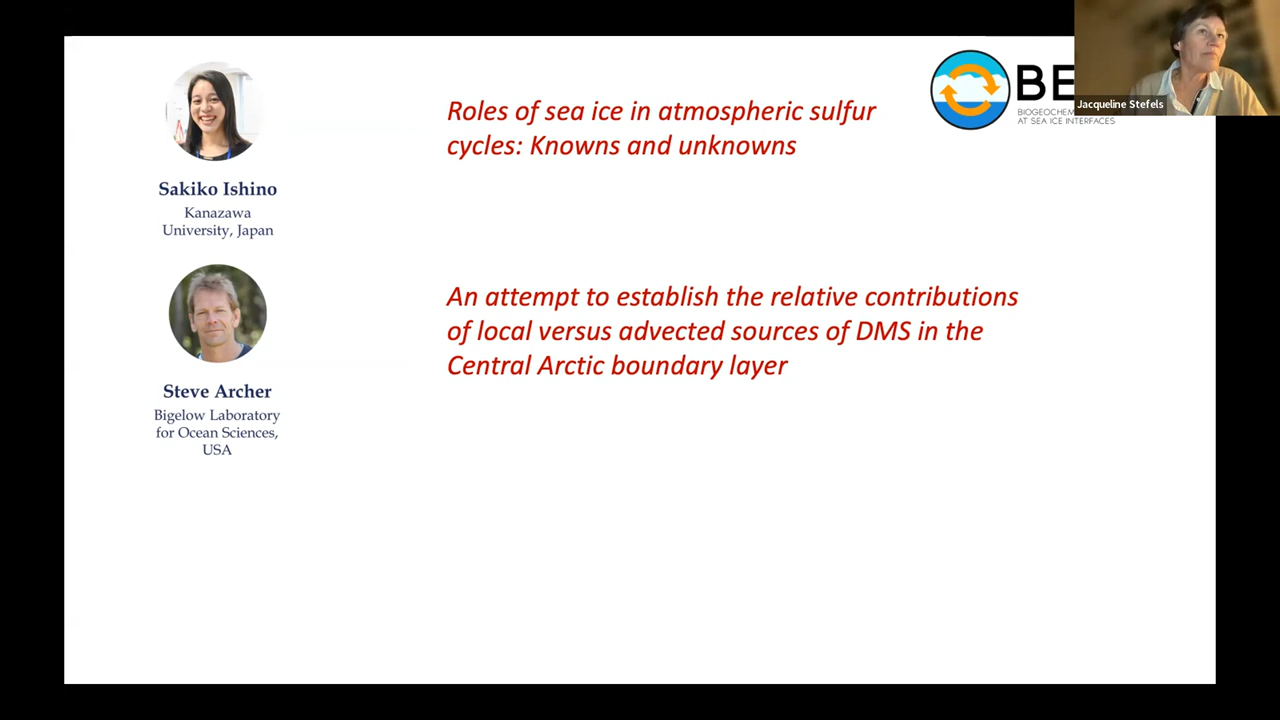 Roles of sea ice in atmospheric sulfur
cycles: Knowns and unknowns
BE
BIOGEOCHEM
AT SEA ICE INTERFACES
Jacqueline Stefels
Sakiko Ishino
Kanazawa
University, Japan
An attempt to establish the relative contributions
of local versus advected sources of DMS in the
Central Arctic boundary layer
Steve Archer
Bigelow Laboratory
for Ocean Sciences,
USA